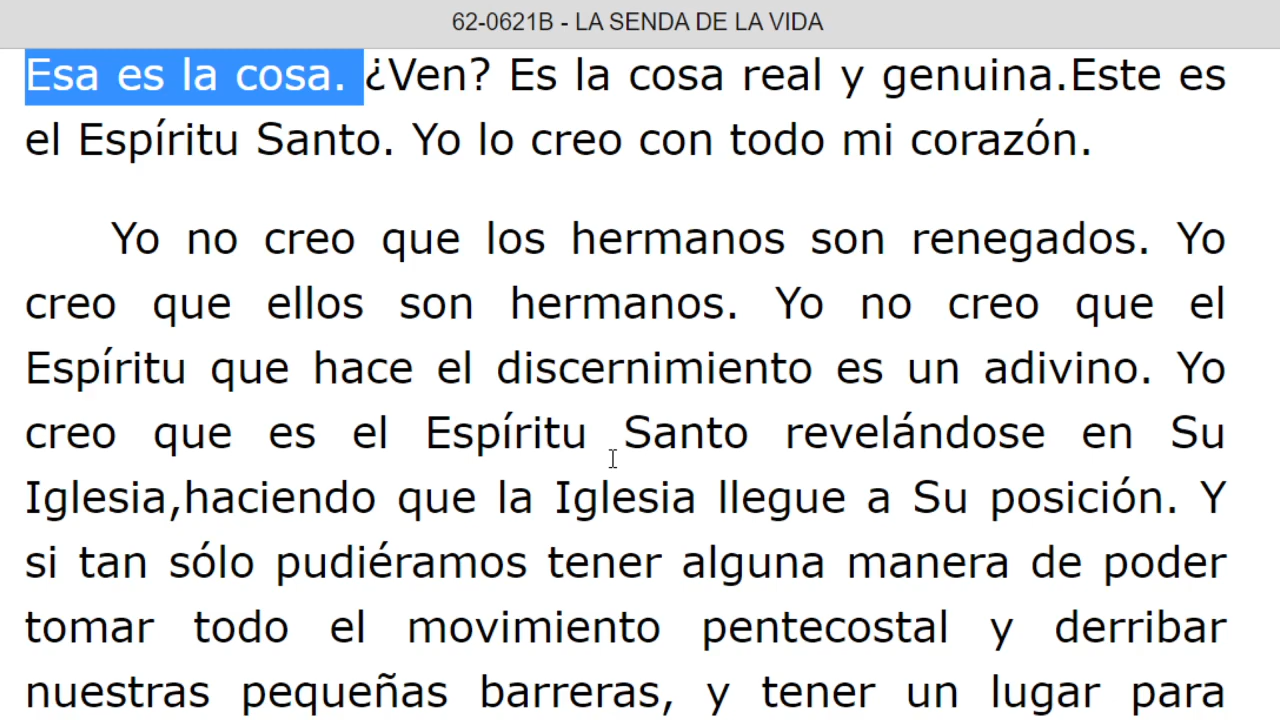 62-0621B - LA SENDA DE LA VIDA
Esa es la cosa. ¿Ven? Es la cosa real y genuina.Este es
el Espíritu Santo. Yo lo creo con todo mi corazón.
Yo no creo que los hermanos son renegados. Yo
creo que ellos son hermanos. Yo no creo que el
Espíritu que hace el discernimiento es un adivino. Yo
creo que es el Espíritu Santo revelándose en Su
Iglesia,haciendo que la Iglesia llegue a Su posición. Y
si tan sólo pudiéramos tener alguna manera de poder
tomar todo el movimiento pentecostal y derribar
nuestras pequeñas barreras, y tener un lugar para